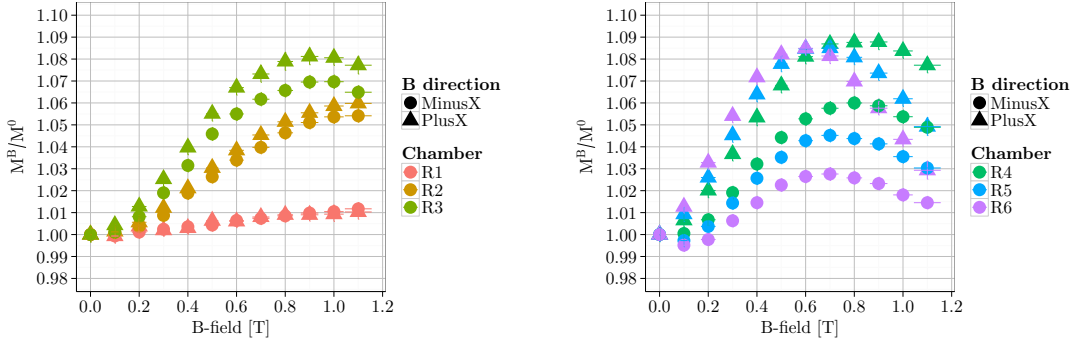 1.10
1.09
1.08
1.07
1.06
1.05
1.04
1.03
1.02
1.01
1.00
0.99
0.98
M^B/M^0
0.0 0.2 0.4 0.6 0.8 1.0 1.2
B-field [T]
B direction
MinusX
PlusX
Chamber
R1
R2
R3
1.10
1.09
1.08
1.07
1.06
1.05
1.04
1.03
1.02
1.01
1.00
0.99
0.98
M^B/M^0
0.0 0.2 0.4 0.6 0.8 1.0 1.2
B-field [T]
B direction
MinusX
PlusX
Chamber
R4
R5
R6